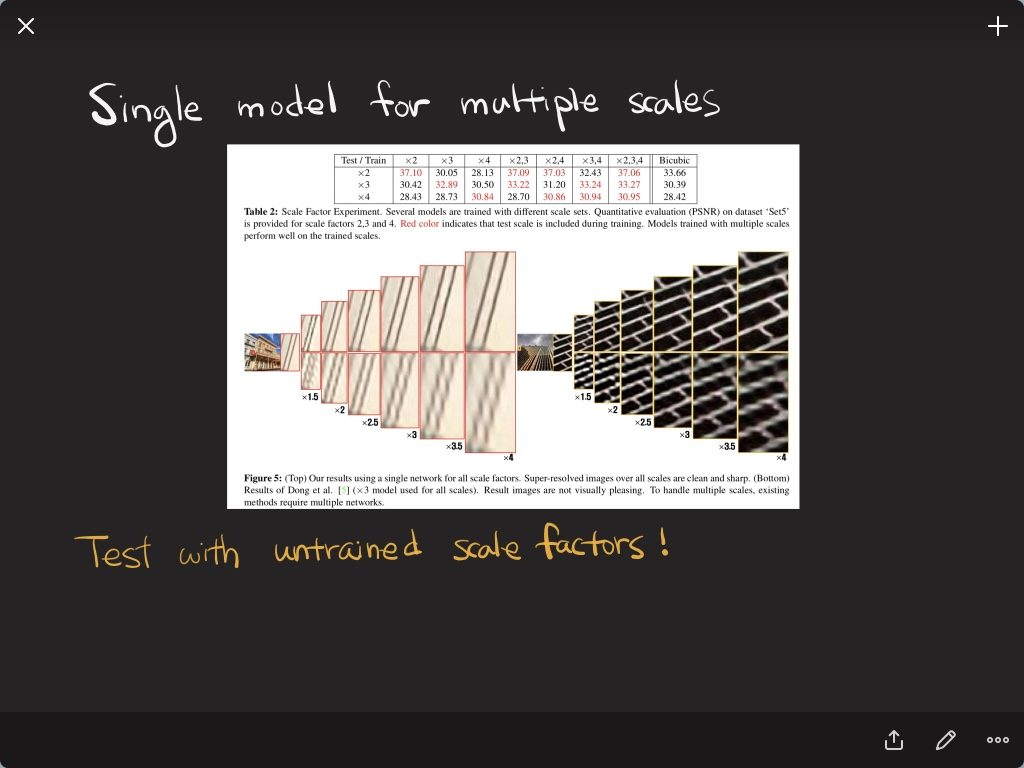 Single model for multiple scales
Test / Train ×2 ×3 ×4 ×2,3 ×2,4 ×3,4 ×2,3,4 Bicubic
×2 37.10 30.05 28.13 37.09 37.03 32.43 37.06 33.66
×3 30.42 32.89 30.50 33.22 31.20 33.24 33.27 30.39
×4 28.43 28.73 30.84 28.70 30.86 30.94 30.95 28.42
Table 2: Scale Factor Experiment. Several models are trained with different scale sets. Quantitative evaluation (PSNR) on dataset ‘Set5’
is provided for scale factors 2,3 and 4. Red color indicates that test scale is included during training. Models trained with multiple scales
perform well on the trained scales.
×1.5 ×2 ×2.5 ×3 ×3.5 ×4
×1.5 ×2 ×2.5 ×3 ×3.5 ×4
Figure 5: (Top) Our results using a single network for all scale factors. Super-resolved images over all scales are clean and sharp. (Bottom)
Results of Dong et al. [5] (×3 model used for all scales). Result images are not visually pleasing. To handle multiple scales, existing
methods require multiple networks.
Test with untrained scale factors!